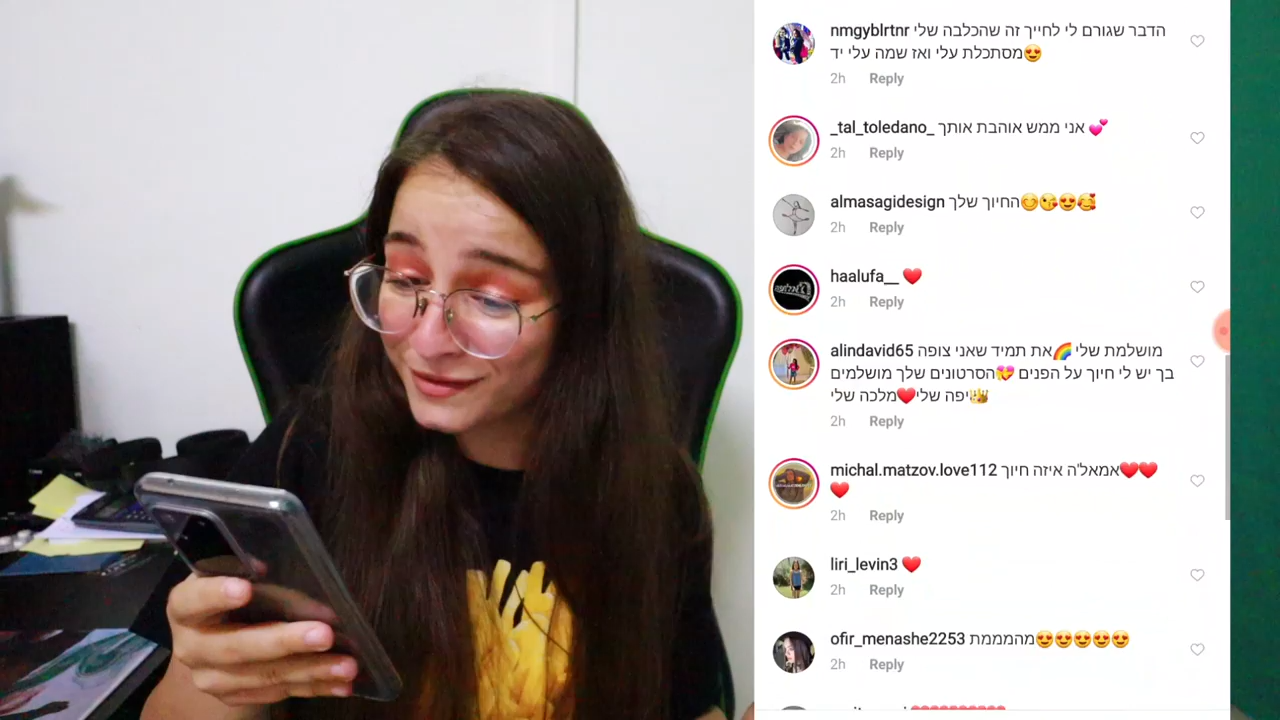 nmgyblrtnr הדבר שגורם לי לחייך זה שהכלבה שלי
מסתכלת עלי ואז שמה עלי יד😍
2h Reply
_tal_toledano_ אני ממש אוהבת אותך 💕
2h Reply
almasagidesign החיוך שלך😊😘😍🥰
2h Reply
haalufa__ ❤️
2h Reply
alindavid65 מושלמת שלי🌈את תמיד שאני צופה
בך יש לי חיוך על הפנים💝הסרטונים שלך מושלמים
יפה שלי❤️מלכה שלי👑
2h Reply
michal.matzov.love112 אמאל'ה איזה חיוך❤️❤️
❤️
2h Reply
liri_levin3 ❤️
2h Reply
ofir_menashe2253 מהמממת😍😍😍😍😍
2h Reply